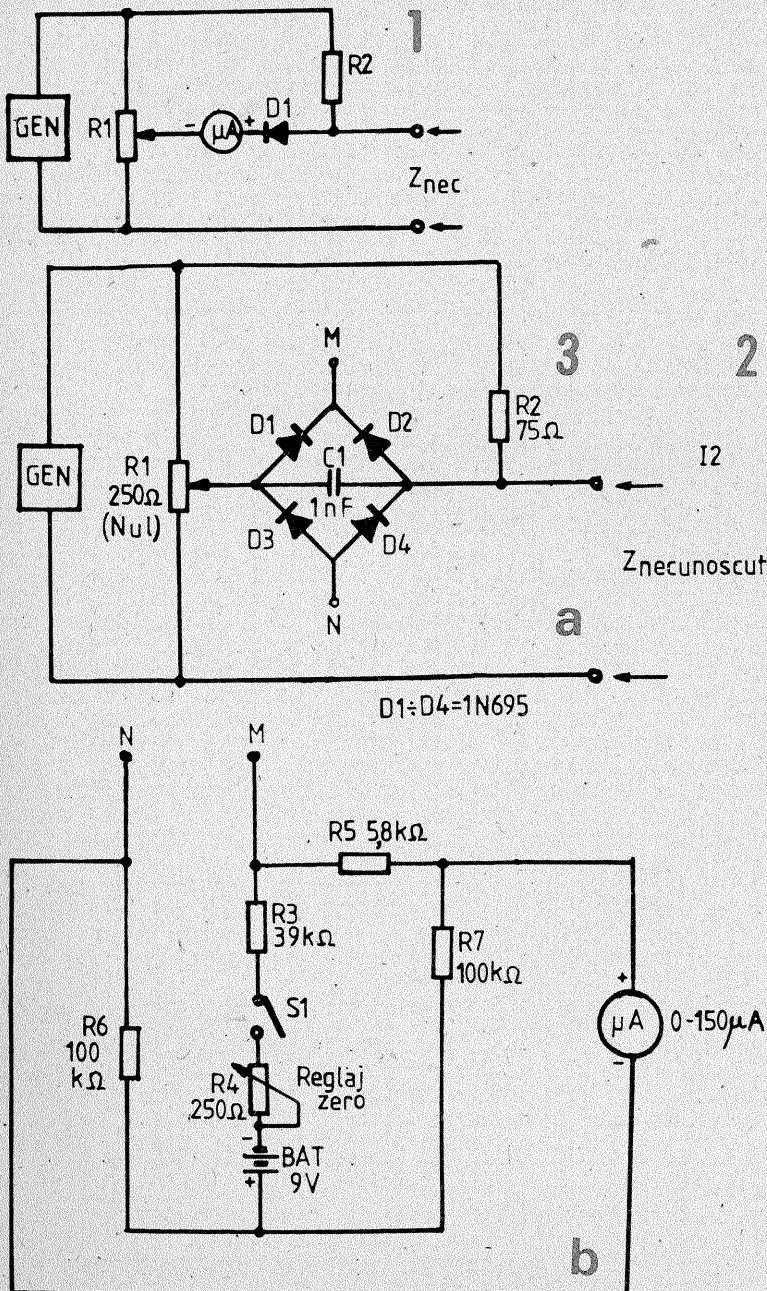 1
R2
GEN
R1
- μA +
D1
Znec
3
2
M
D1
D2
R2
75Ω
GEN
R1
250Ω
(Nul)
C1
1nF
I2
D3
D4
Znecunoscut
N
a
D1÷D4=1N695
N
M
R5 5,8kΩ
R3
39kΩ
R7
100kΩ
S1
+
μA
0-150μA
-
R6
100
kΩ
R4
250Ω
Reglaj
zero
-
BAT
9V
+
b